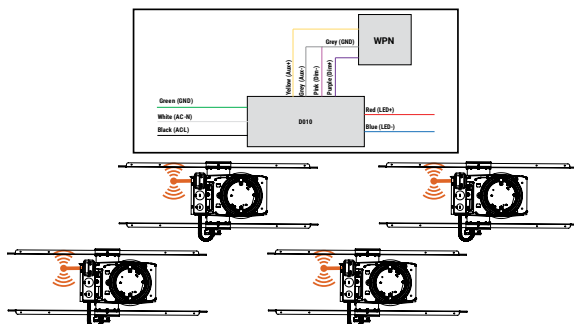 WPN
Grey (GND)
Yellow (Aux+)
Grey (Aux-)
Pink (Dim-)
Purple (Dim+)
Green (GND)
White (AC-N)
Black (ACL)
D010
Red (LED+)
Blue (LED-)